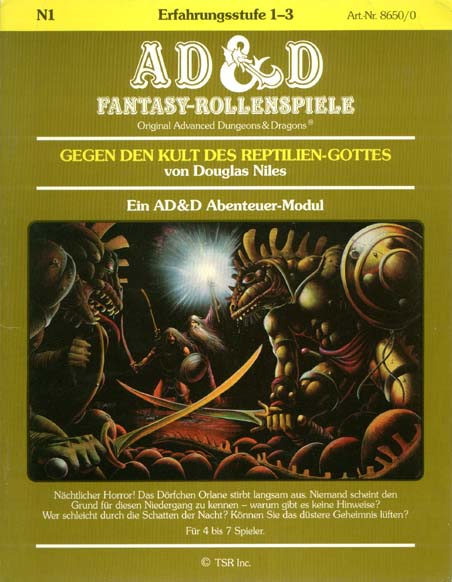 N1 Erfahrungsstufe 1–3 Art.-Nr. 8650/0
AD&D
FANTASY-ROLLENSPIELE
Original Advanced Dungeons & Dragons®
GEGEN DEN KULT DES REPTILIEN-GOTTES
von Douglas Niles
Ein AD&D Abenteuer-Modul
Nächtlicher Horror! Das Dörfchen Orlane stirbt langsam aus. Niemand scheint den
Grund für diesen Niedergang zu kennen – warum gibt es keine Hinweise?
Wer schleicht durch die Schatten der Nacht? Können Sie das düstere Geheimnis lüften?
Für 4 bis 7 Spieler.
© TSR Inc.